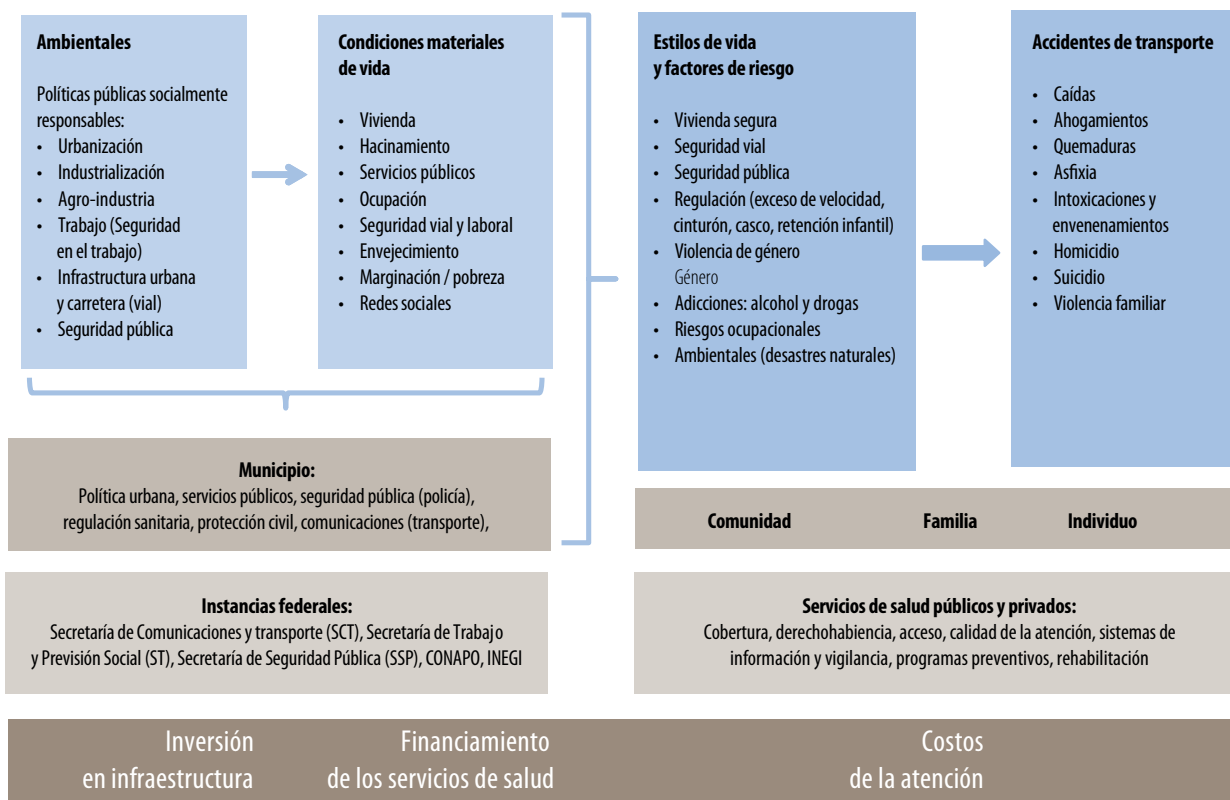 Ambientales
Políticas públicas socialmente
responsables:
• Urbanización
• Industrialización
• Agro-industria
• Trabajo (Seguridad
en el trabajo)
• Infrastructura urbana
y carretera (vial)
• Seguridad pública
Condiciones materiales
de vida
• Vivienda
• Hacinamiento
• Servicios públicos
• Ocupación
• Seguridad vial y laboral
• Envejecimiento
• Marginación / pobreza
• Redes sociales
Estilos de vida
y factores de riesgo
• Vivienda segura
• Seguridad vial
• Seguridad pública
• Regulación (exceso de velocidad,
cinturón, casco, retención infantil)
• Violencia de género
Género
• Adicciones: alcohol y drogas
• Riesgos ocupacionales
• Ambientales (desastres naturales)
Accidentes de transporte
• Caídas
• Ahogamientos
• Quemaduras
• Asfixia
• Intoxicaciones y
envenenamientos
• Homicidio
• Suicidio
• Violencia familiar
Municipio:
Política urbana, servicios públicos, seguridad pública (policía),
regulación sanitaria, protección civil, comunicaciones (transporte),
Comunidad Familia Individuo
Instancias federales:
Secretaría de Comunicaciones y transporte (SCT), Secretaría de Trabajo
y Previsión Social (ST), Secretaría de Seguridad Pública (SSP), CONAPO, INEGI
Servicios de salud públicos y privados:
Cobertura, derechohabiencia, acceso, calidad de la atención, sistemas de
información y vigilancia, programas preventivos, rehabilitación
Inversión
en infraestructura
Financiamiento
de los servicios de salud
Costos
de la atención